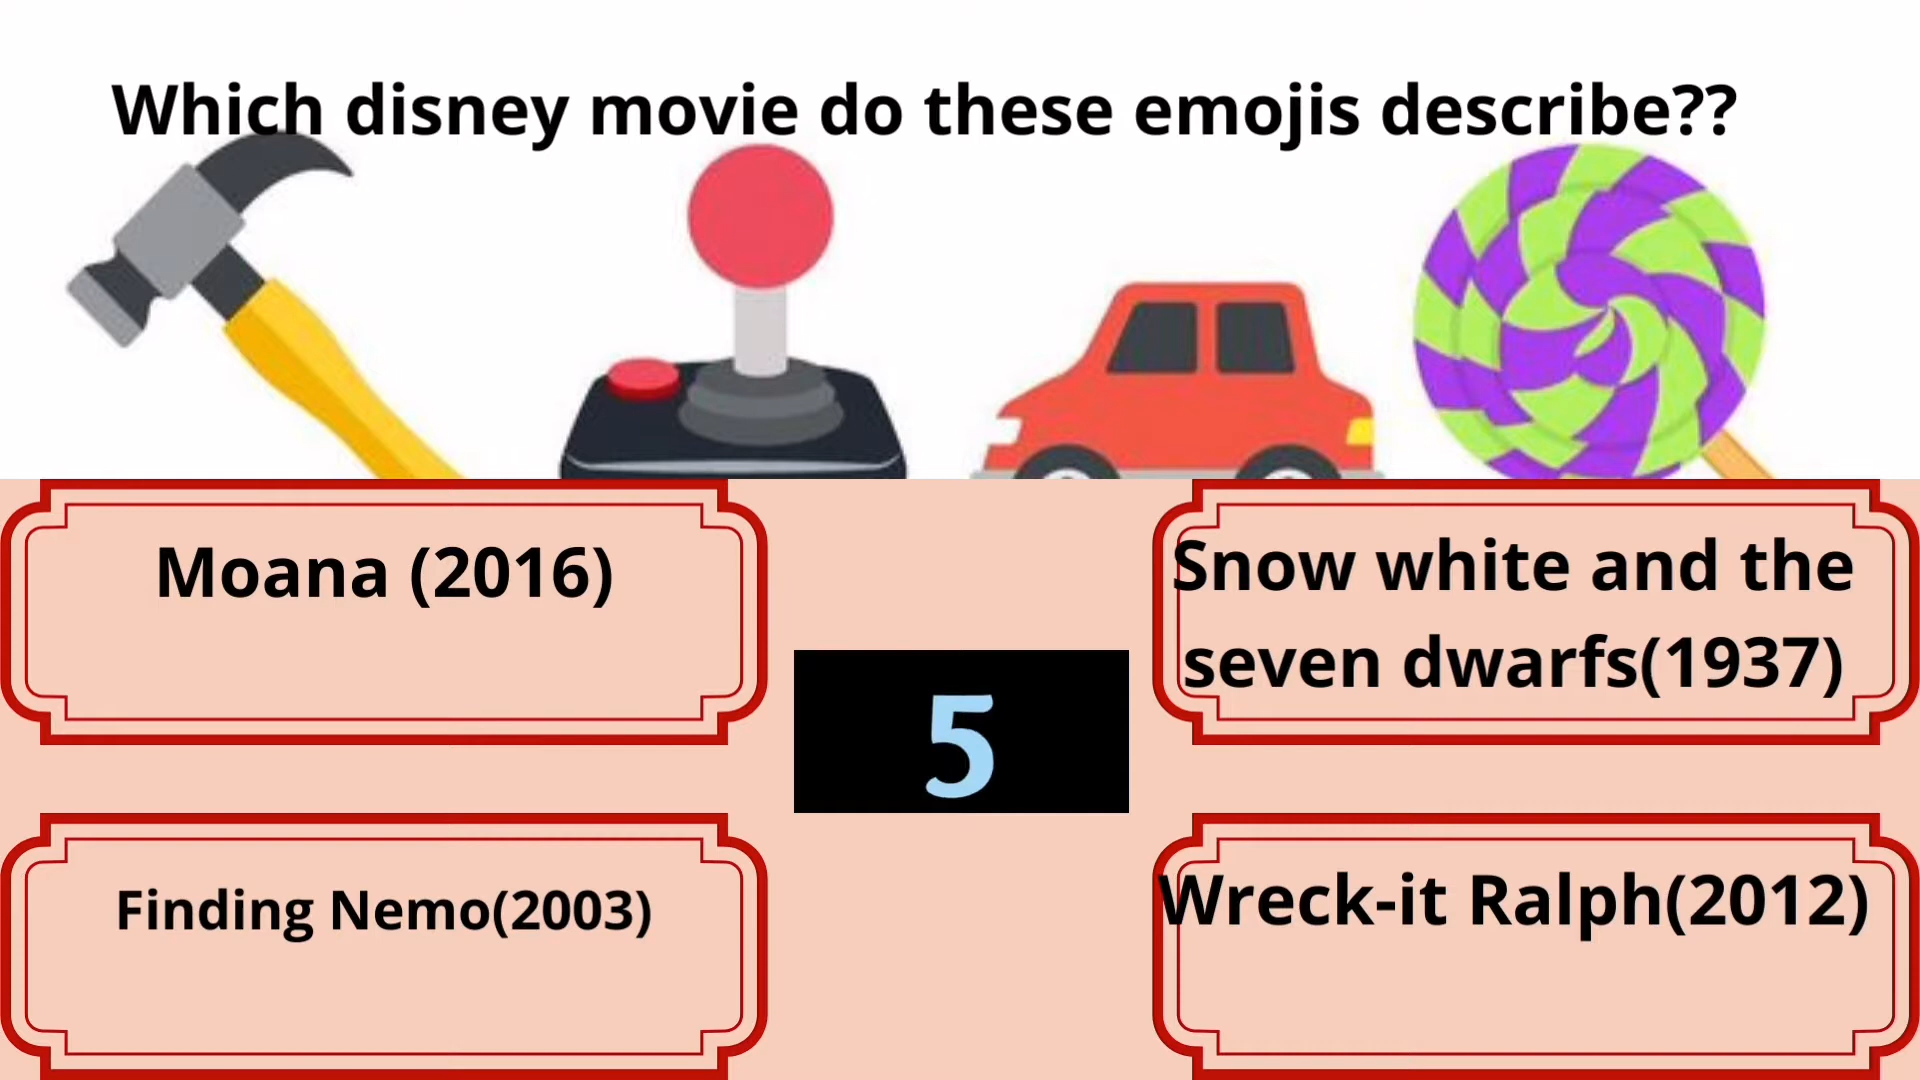 Which disney movie do these emojis describe??
Moana (2016)
Snow white and the
seven dwarfs(1937)
5
Finding Nemo(2003)
Wreck-it Ralph(2012)